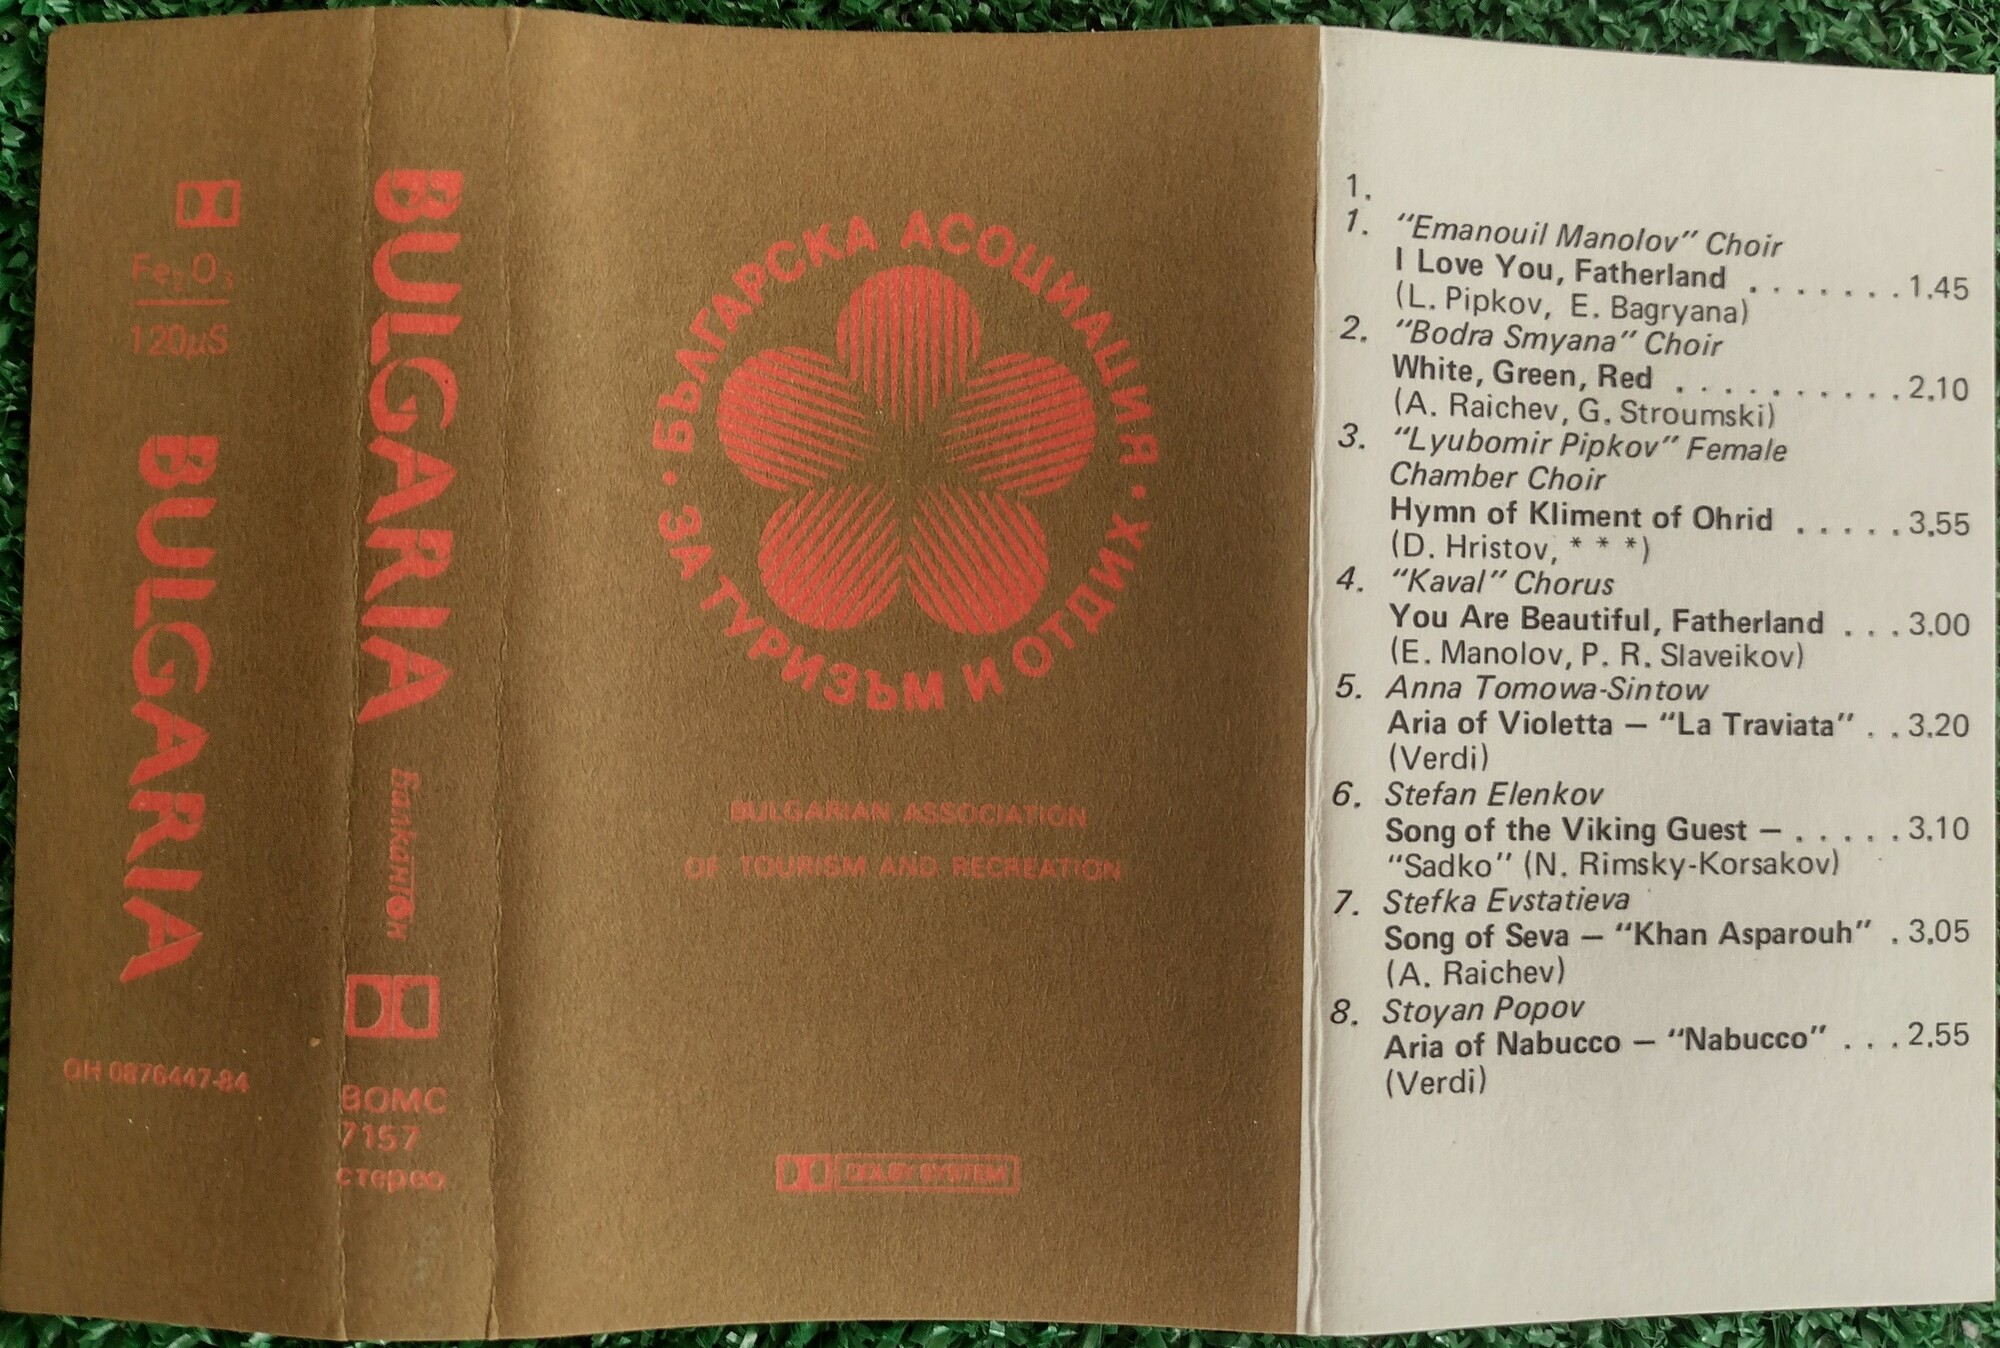 Fe2O3
120µS
BULGARIA
ОН 0876447-84
BULGARIA
Балкантон
ВОМС
7157
стерео
БЪЛГАРСКА АСОЦИАЦИЯ
ЗА ТУРИЗЪМ И ОТДИХ
BULGARIAN ASSOCIATION
OF TOURISM AND RECREATION
DOLBY SYSTEM
1.
1. "Emanouil Manolov" Choir
I Love You, Fatherland . . . . . . . 1.45
(L. Pipkov, E. Bagryana)
2. "Bodra Smyana" Choir
White, Green, Red . . . . . . . . . . 2.10
(A. Raichev, G. Stroumski)
3. "Lyubomir Pipkov" Female
Chamber Choir
Hymn of Kliment of Ohrid . . . . . 3.55
(D. Hristov, * * *)
4. "Kaval" Chorus
You Are Beautiful, Fatherland . . . 3.00
(E. Manolov, P. R. Slaveikov)
5. Anna Tomowa-Sintow
Aria of Violetta – "La Traviata" . . 3.20
(Verdi)
6. Stefan Elenkov
Song of the Viking Guest – . . . . . 3.10
"Sadko" (N. Rimsky-Korsakov)
7. Stefka Evstatieva
Song of Seva – "Khan Asparouh" . 3.05
(A. Raichev)
8. Stoyan Popov
Aria of Nabucco – "Nabucco" . . . 2.55
(Verdi)